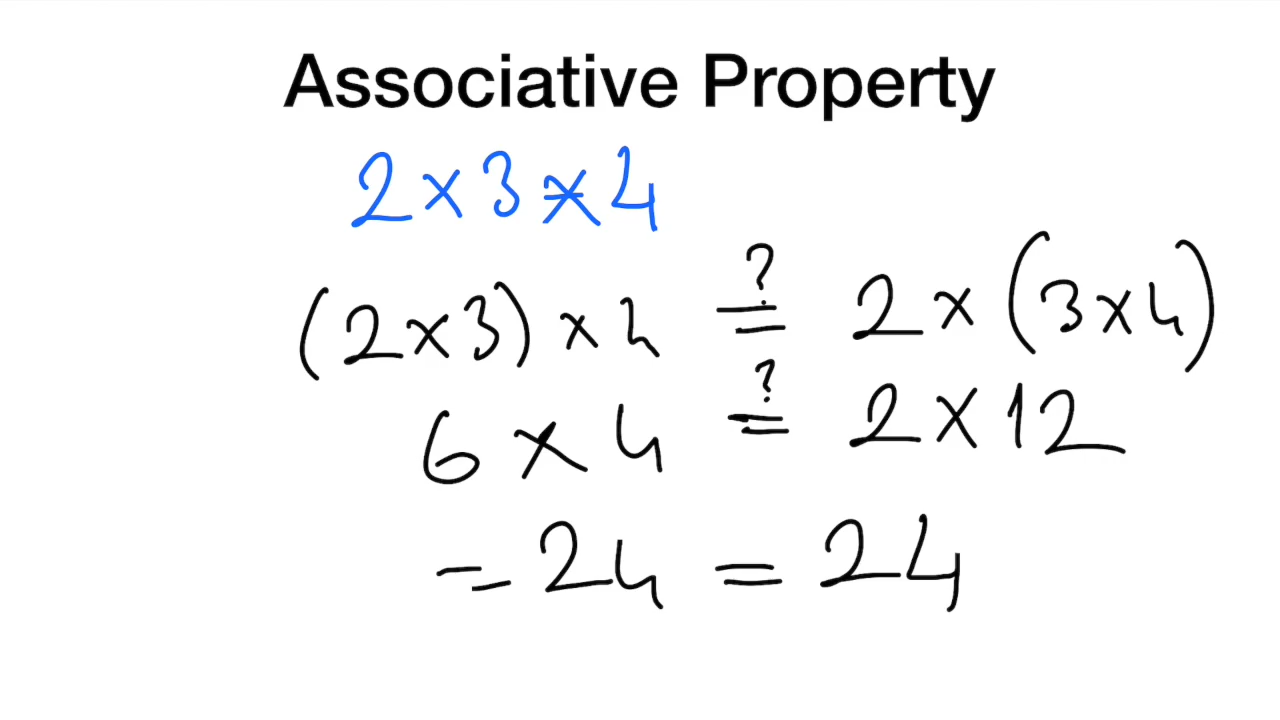 Associative Property
2 × 3 × 4
(2 × 3) × 4 =? 2 × (3 × 4)
6 × 4 =? 2 × 12
= 24 = 24